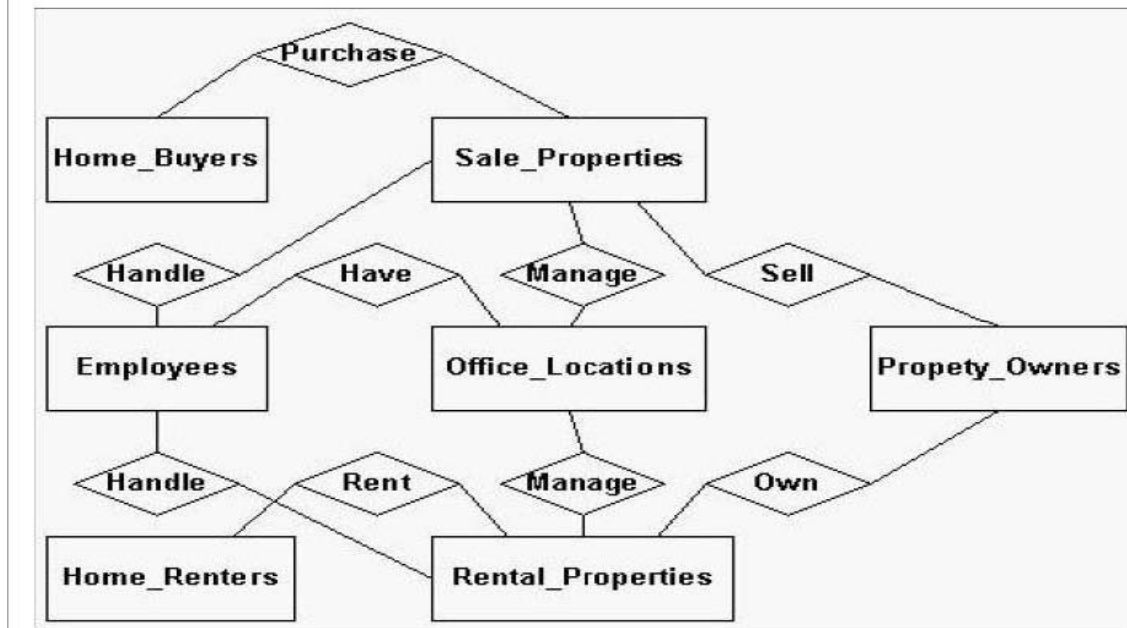 Purchase
Home_Buyers
Sale_Properties
Handle
Have
Manage
Sell
Employees
Office_Locations
Propety_Owners
Handle
Rent
Manage
Own
Home_Renters
Rental_Properties